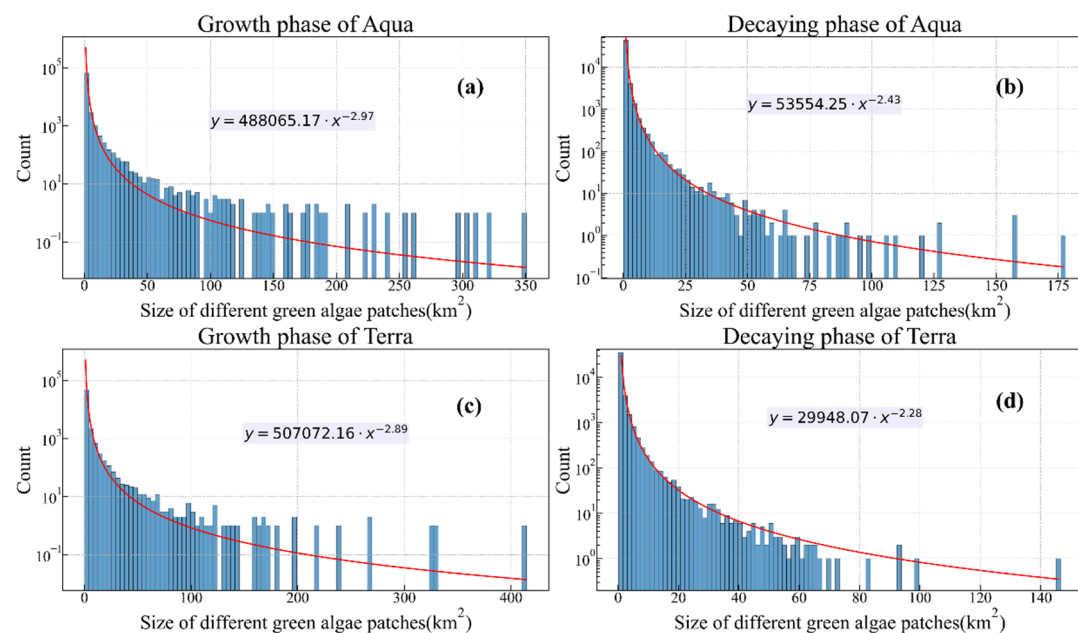 Growth phase of Aqua
Count
10^5
10^3
10^1
10^-1
(a)
y = 488065.17 · x^-2.97
0 50 100 150 200 250 300 350
Size of different green algae patches(km^2)
Decaying phase of Aqua
Count
10^4
10^3
10^2
10^1
10^0
10^-1
(b)
y = 53554.25 · x^-2.43
0 25 50 75 100 125 150 175
Size of different green algae patches(km^2)
Growth phase of Terra
Count
10^5
10^3
10^1
10^-1
(c)
y = 507072.16 · x^-2.89
0 100 200 300 400
Size of different green algae patches(km^2)
Decaying phase of Terra
Count
10^4
10^3
10^2
10^1
10^0
(d)
y = 29948.07 · x^-2.28
0 20 40 60 80 100 120 140
Size of different green algae patches(km^2)